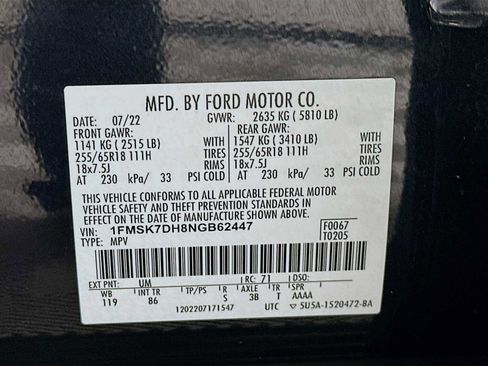 MFD. BY FORD MOTOR CO.
07/22 GVWR: 2635 KG ( 5810 LB)
FRONT GAWR: REAR GAWR:
1141 KG ( 2515 LB) 1547 KG ( 3410 LB)
255/65R18 111H TIRES 255/65R18 111H TIRES
18x7.5J RIMS 18x7.5J RIMS
AT 230 kPa/ 33 PSI COLD AT 230 kPa/ 33 PSI COLD
THIS VEHICLE CONFORMS TO ALL APPLICABLE FEDERAL MOTOR
VEHICLE SAFETY AND THEFT PREVENTION STANDARDS IN
EFFECT ON THE DATE OF MANUFACTURE SHOWN ABOVE.
VIN: 1FMSK7DH8NGB62447 F0067
TYPE: MPV T0205
EXT PNT: UM RC: 71 DSO:
WB INT TR TP/PS R AXLE TR SPR
119 86 S 3B T AAAA
1202207171547 UTC ▽ 5U5A-1520472-BA